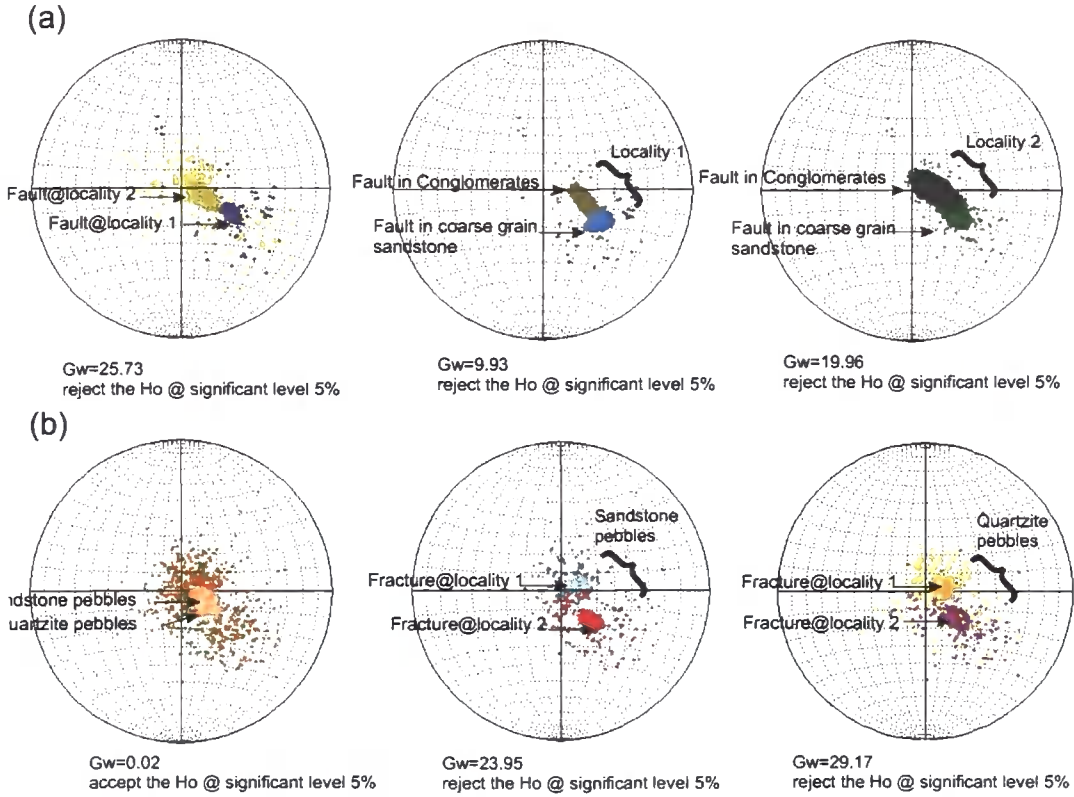 (a)
Fault@locality 2
Fault@locality 1
Gw=25.73
reject the Ho @ significant level 5%
Locality 1
Fault in Conglomerates
Fault in coarse grain
sandstone
Gw=9.93
reject the Ho @ significant level 5%
Locality 2
Fault in Conglomerates
Fault in coarse grain
sandstone
Gw=19.96
reject the Ho @ significant level 5%
(b)
ndstone pebbles
uartzite pebbles
Gw=0.02
accept the Ho @ significant level 5%
Sandstone
pebbles
Fracture@locality 1
Fracture@locality 2
Gw=23.95
reject the Ho @ significant level 5%
Quartzite
pebbles
Fracture@locality 1
Fracture@locality 2
Gw=29.17
reject the Ho @ significant level 5%